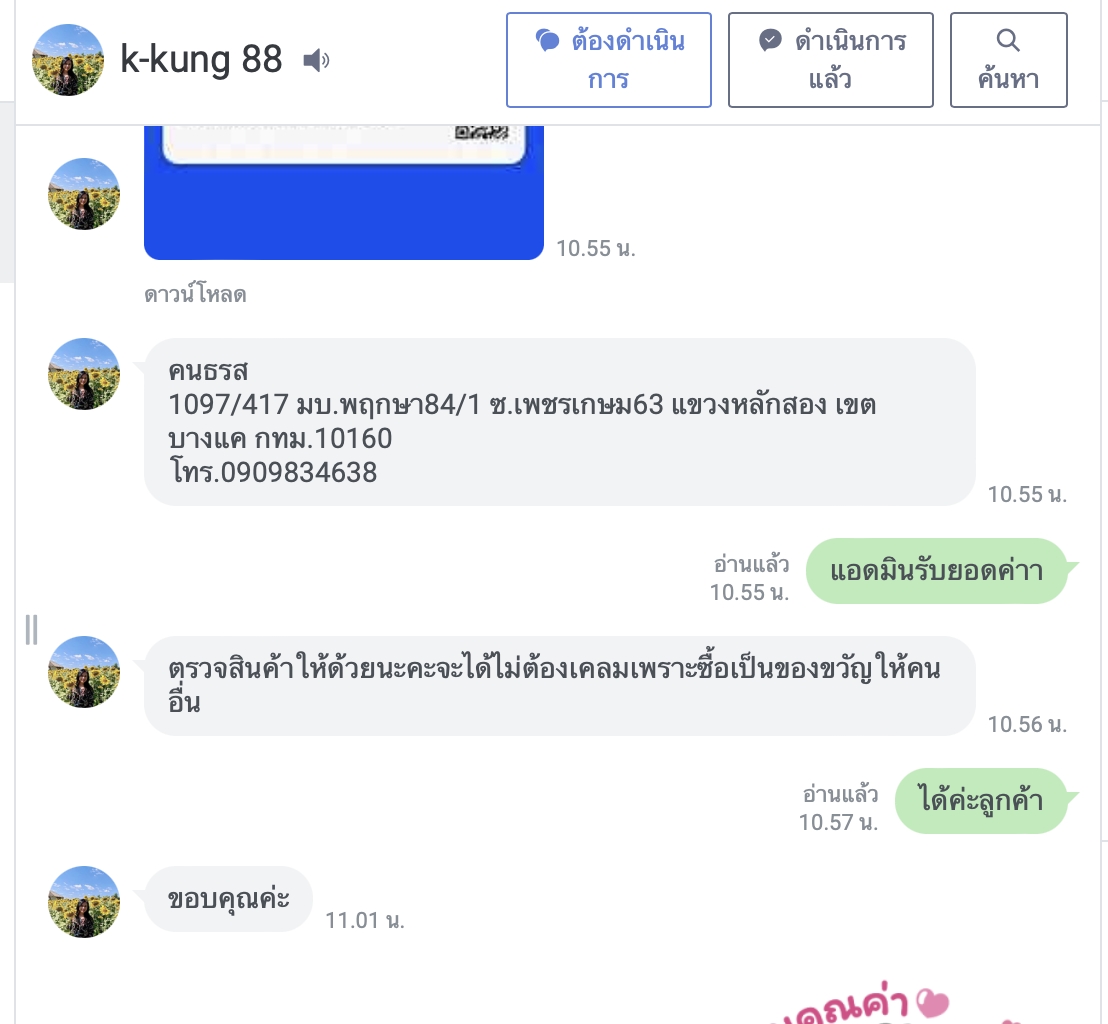 k-kung 88
ต้องดำเนิน
การ
ดำเนินการ
แล้ว
ค้นหา
10.55 น.
ดาวน์โหลด
คนธรส
1097/417 มบ.พฤกษา84/1 ซ.เพชรเกษม63 แขวงหลักสอง เขต
บางแค กทม.10160
โทร.0909834638
10.55 น.
อ่านแล้ว
10.55 น.
แอดมินรับยอดค่าา
ตรวจสินค้าให้ด้วยนะคะจะได้ไม่ต้องเคลมเพราะซื้อเป็นของขวัญให้คน
อื่น
10.56 น.
อ่านแล้ว
10.57 น.
ได้ค่ะลูกค้า
ขอบคุณค่ะ
11.01 น.
คุณค่า